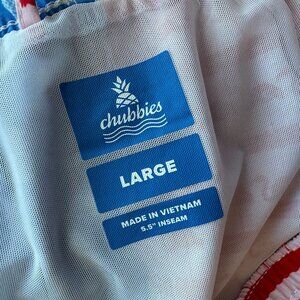 chubbies
LARGE
MADE IN VIETNAM
5.5" INSEAM